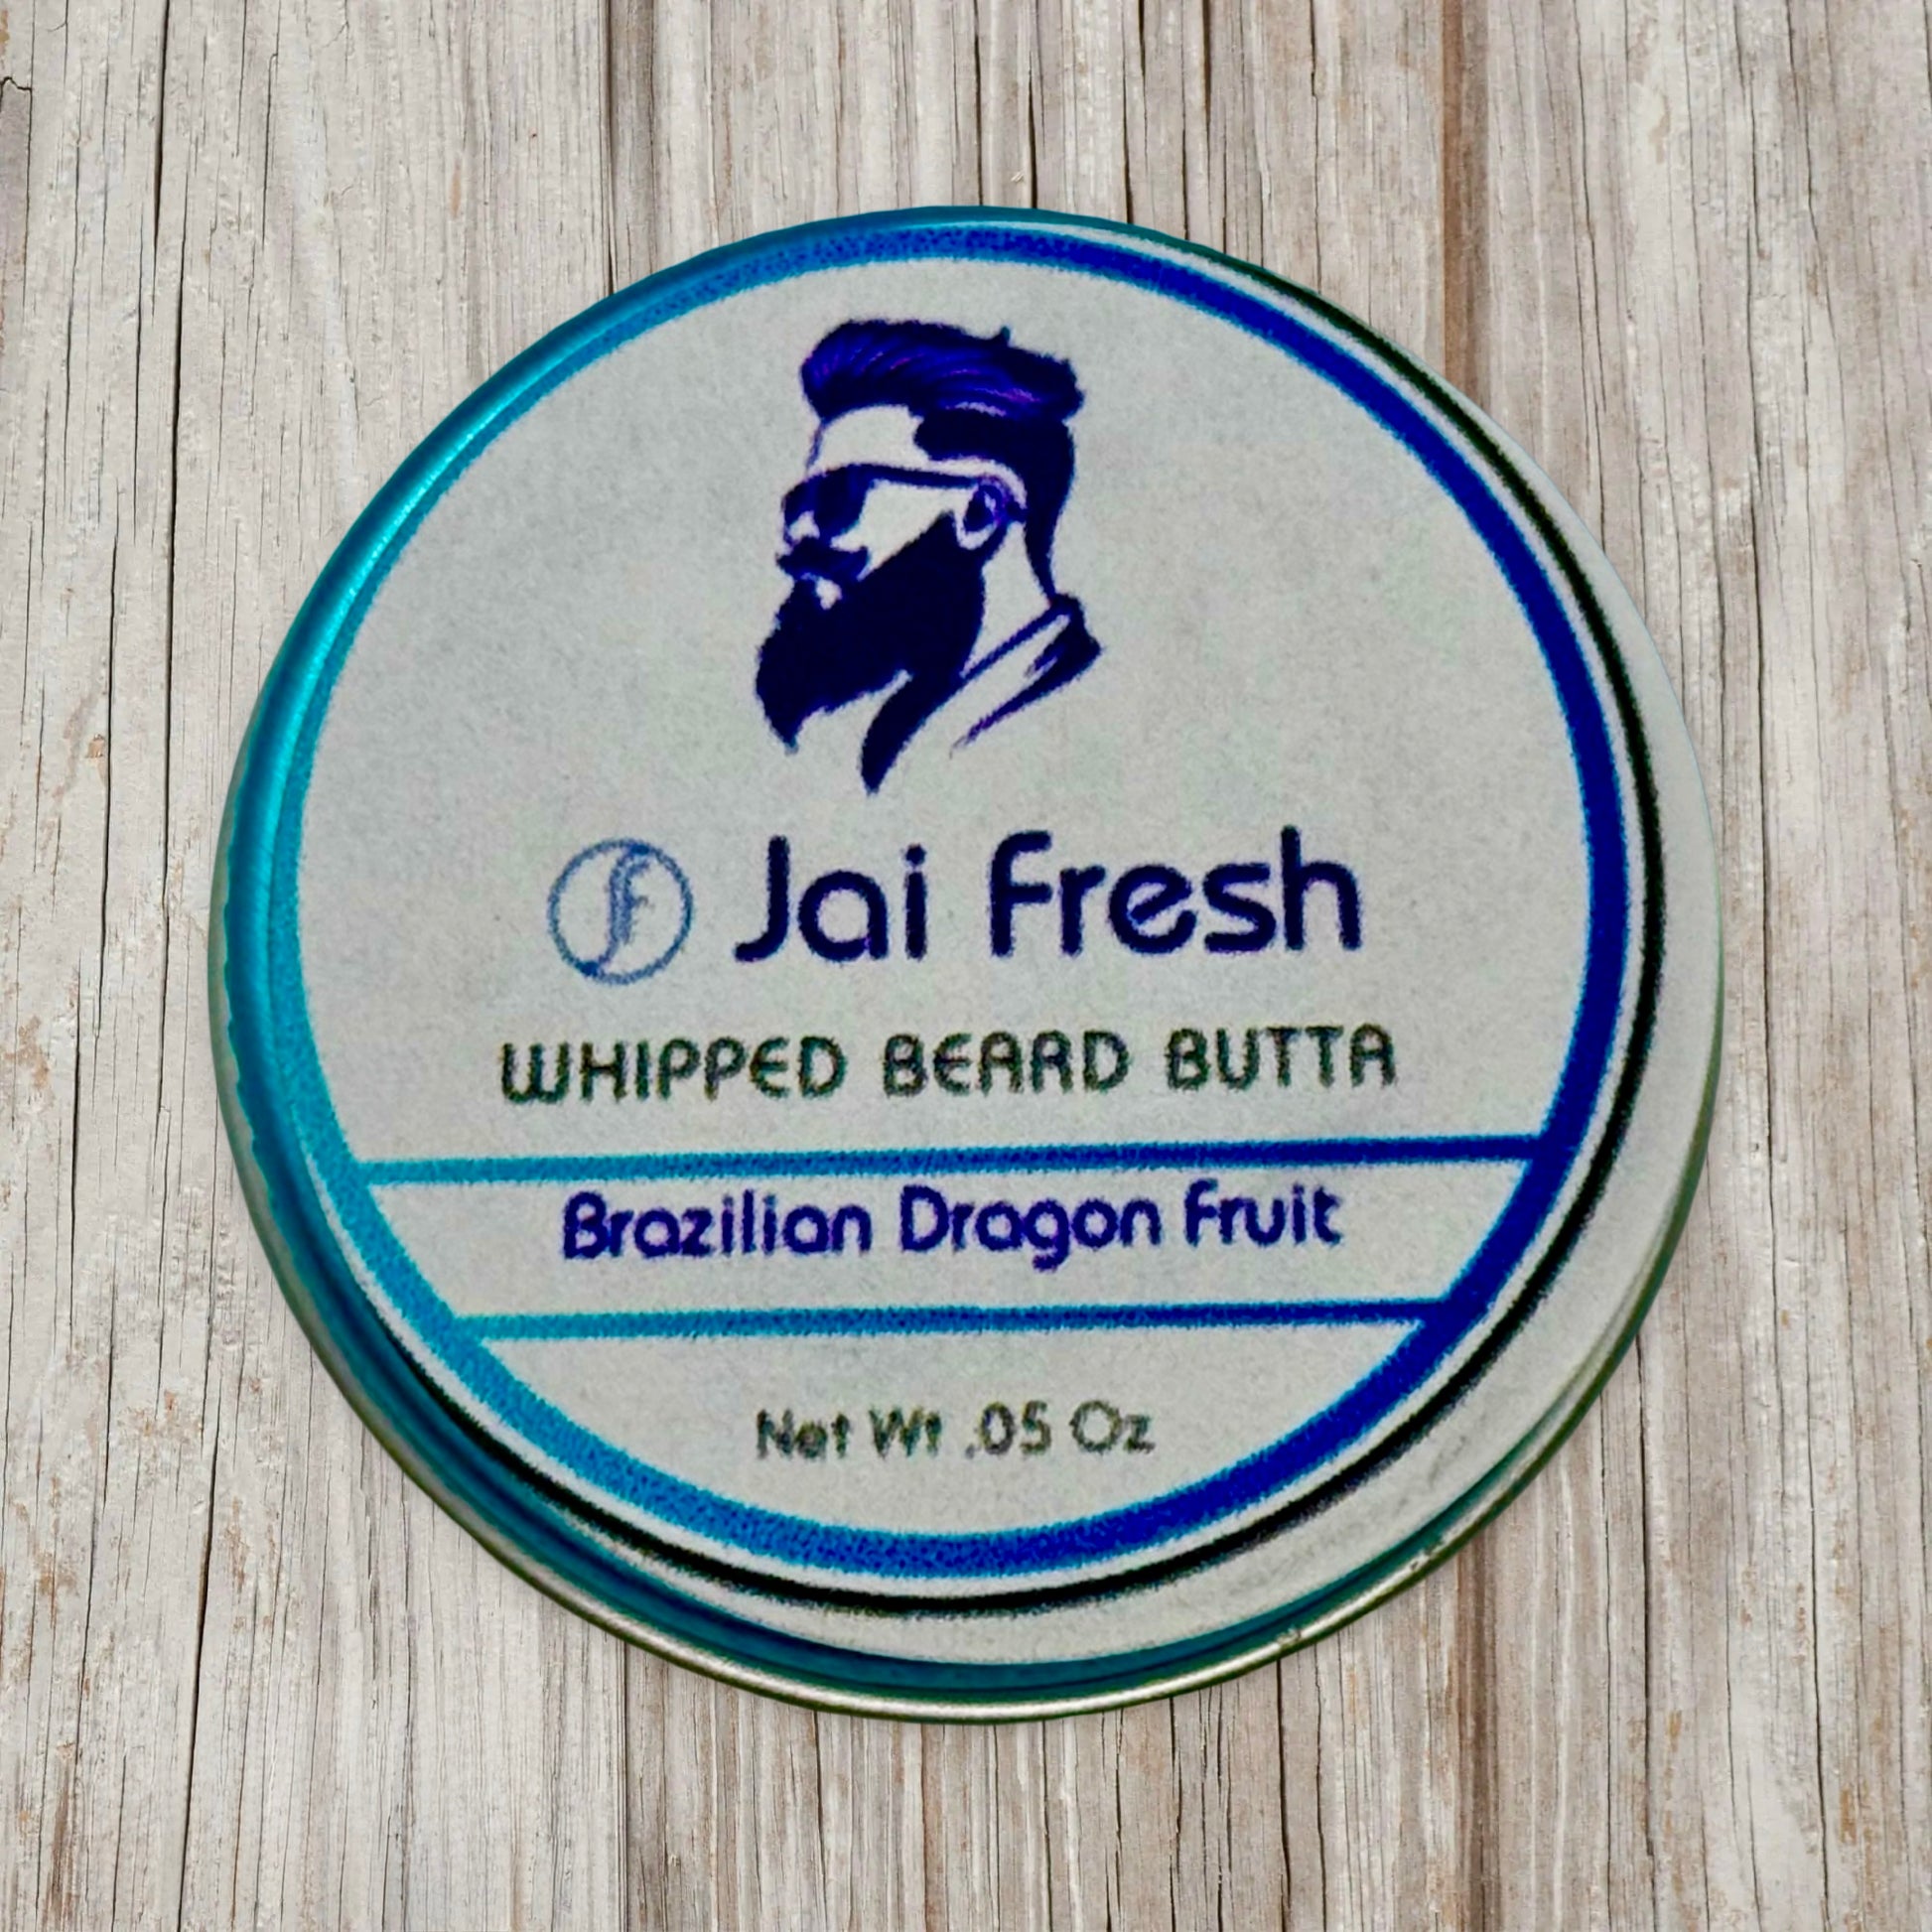 JF Jai Fresh
WHIPPED BEARD BUTTA
Brazilian Dragon Fruit
Net Wt .05 Oz